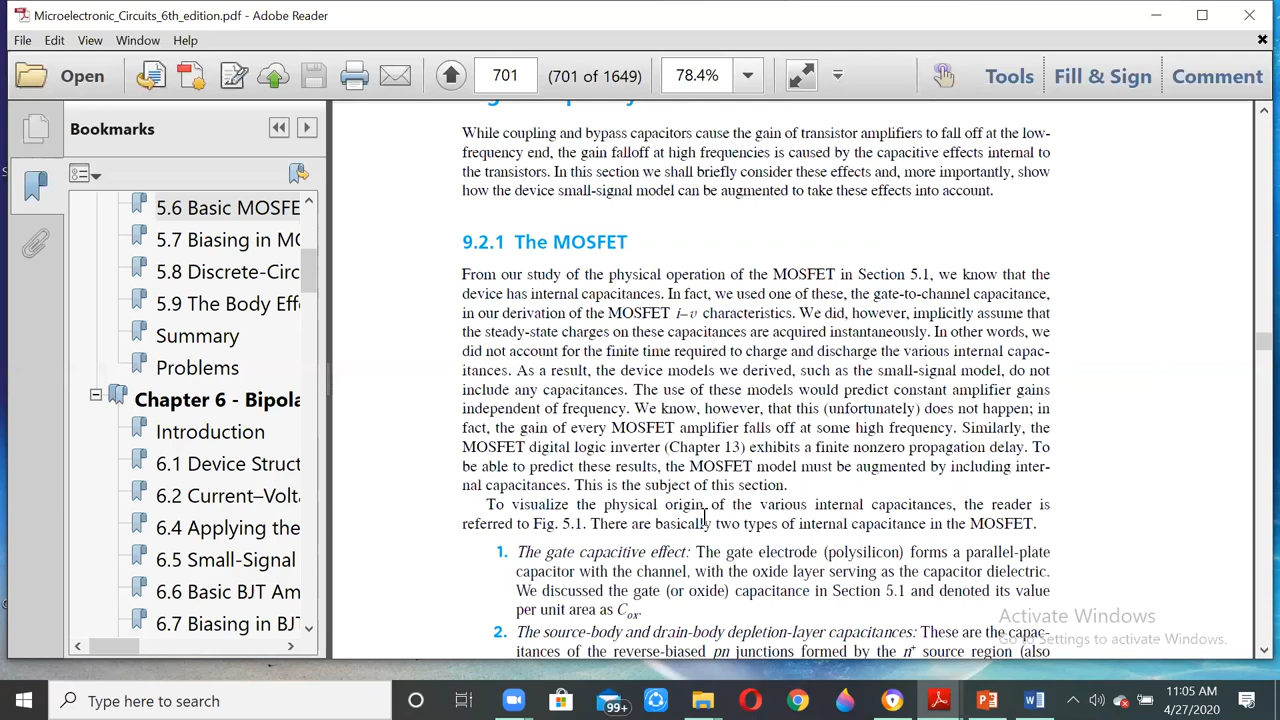 Microelectronic_Circuits_6th_edition.pdf - Adobe Reader
File Edit View Window Help
Open 701 (701 of 1649) 78.4% Tools Fill & Sign Comment
Bookmarks
5.6 Basic MOSFE
5.7 Biasing in MC
5.8 Discrete-Circ
5.9 The Body Effe
Summary
Problems
Chapter 6 - Bipola
Introduction
6.1 Device Struct
6.2 Current–Volta
6.4 Applying the
6.5 Small-Signal
6.6 Basic BJT Am
6.7 Biasing in BJT
While coupling and bypass capacitors cause the gain of transistor amplifiers to fall off at the low-
frequency end, the gain falloff at high frequencies is caused by the capacitive effects internal to
the transistors. In this section we shall briefly consider these effects and, more importantly, show
how the device small-signal model can be augmented to take these effects into account.
9.2.1 The MOSFET
From our study of the physical operation of the MOSFET in Section 5.1, we know that the
device has internal capacitances. In fact, we used one of these, the gate-to-channel capacitance,
in our derivation of the MOSFET i–v characteristics. We did, however, implicitly assume that
the steady-state charges on these capacitances are acquired instantaneously. In other words, we
did not account for the finite time required to charge and discharge the various internal capac-
itances. As a result, the device models we derived, such as the small-signal model, do not
include any capacitances. The use of these models would predict constant amplifier gains
independent of frequency. We know, however, that this (unfortunately) does not happen; in
fact, the gain of every MOSFET amplifier falls off at some high frequency. Similarly, the
MOSFET digital logic inverter (Chapter 13) exhibits a finite nonzero propagation delay. To
be able to predict these results, the MOSFET model must be augmented by including inter-
nal capacitances. This is the subject of this section.
To visualize the physical origin of the various internal capacitances, the reader is
referred to Fig. 5.1. There are basically two types of internal capacitance in the MOSFET.
1. The gate capacitive effect: The gate electrode (polysilicon) forms a parallel-plate
capacitor with the channel, with the oxide layer serving as the capacitor dielectric.
We discussed the gate (or oxide) capacitance in Section 5.1 and denoted its value
per unit area as Cox.
2. The source-body and drain-body depletion-layer capacitances: These are the capac-
itances of the reverse-biased pn junctions formed by the n+ source region (also
Activate Windows
Go to Settings to activate Windows.
Type here to search
99+
11:05 AM
4/27/2020